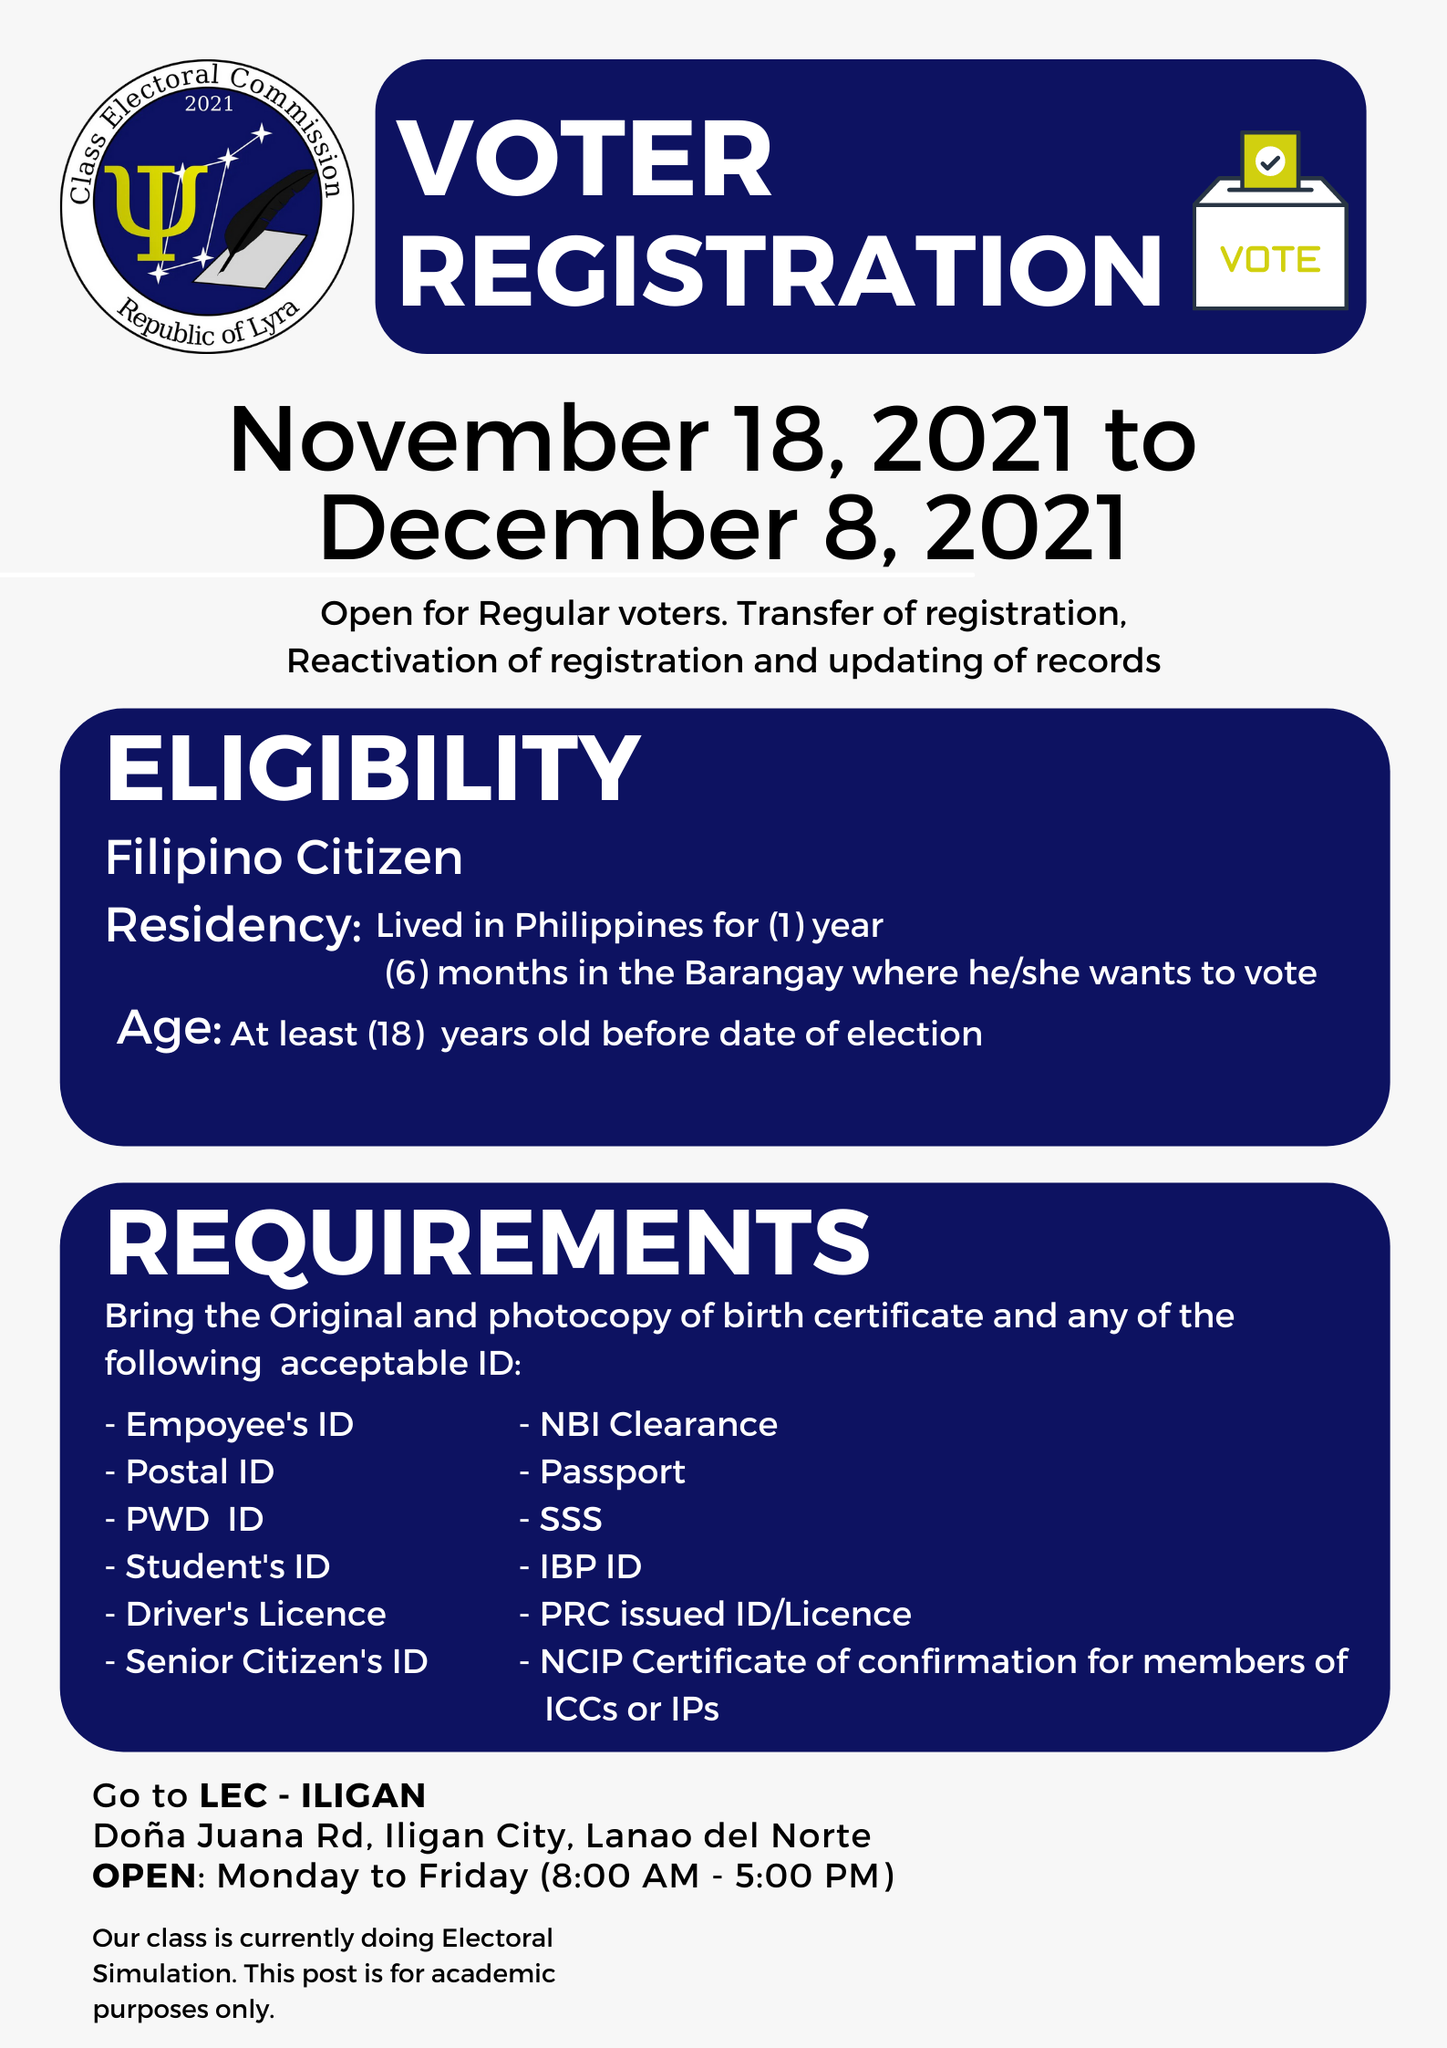 Class Electoral Commission
2021
Ψ
Republic of Lyra
VOTER
REGISTRATION
VOTE
November 18, 2021 to
December 8, 2021
Open for Regular voters. Transfer of registration,
Reactivation of registration and updating of records
ELIGIBILITY
Filipino Citizen
Residency: Lived in Philippines for (1) year
(6) months in the Barangay where he/she wants to vote
Age: At least (18) years old before date of election
REQUIREMENTS
Bring the Original and photocopy of birth certificate and any of the
following acceptable ID:
- Empoyee's ID
- Postal ID
- PWD ID
- Student's ID
- Driver's Licence
- Senior Citizen's ID
- NBI Clearance
- Passport
- SSS
- IBP ID
- PRC issued ID/Licence
- NCIP Certificate of confirmation for members of
ICCs or IPs
Go to LEC - ILIGAN
Doña Juana Rd, Iligan City, Lanao del Norte
OPEN: Monday to Friday (8:00 AM - 5:00 PM)
Our class is currently doing Electoral
Simulation. This post is for academic
purposes only.